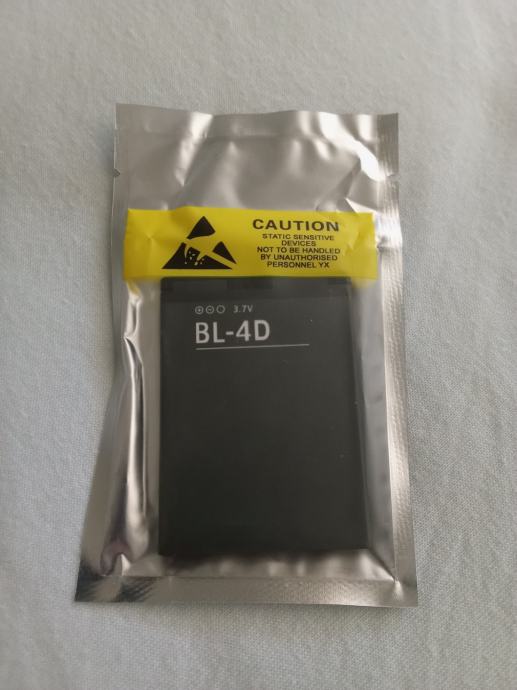 CAUTION
STATIC SENSITIVE
DEVICES
NOT TO BE HANDLED
BY UNAUTHORISED
PERSONNEL YX
3.7V
BL-4D